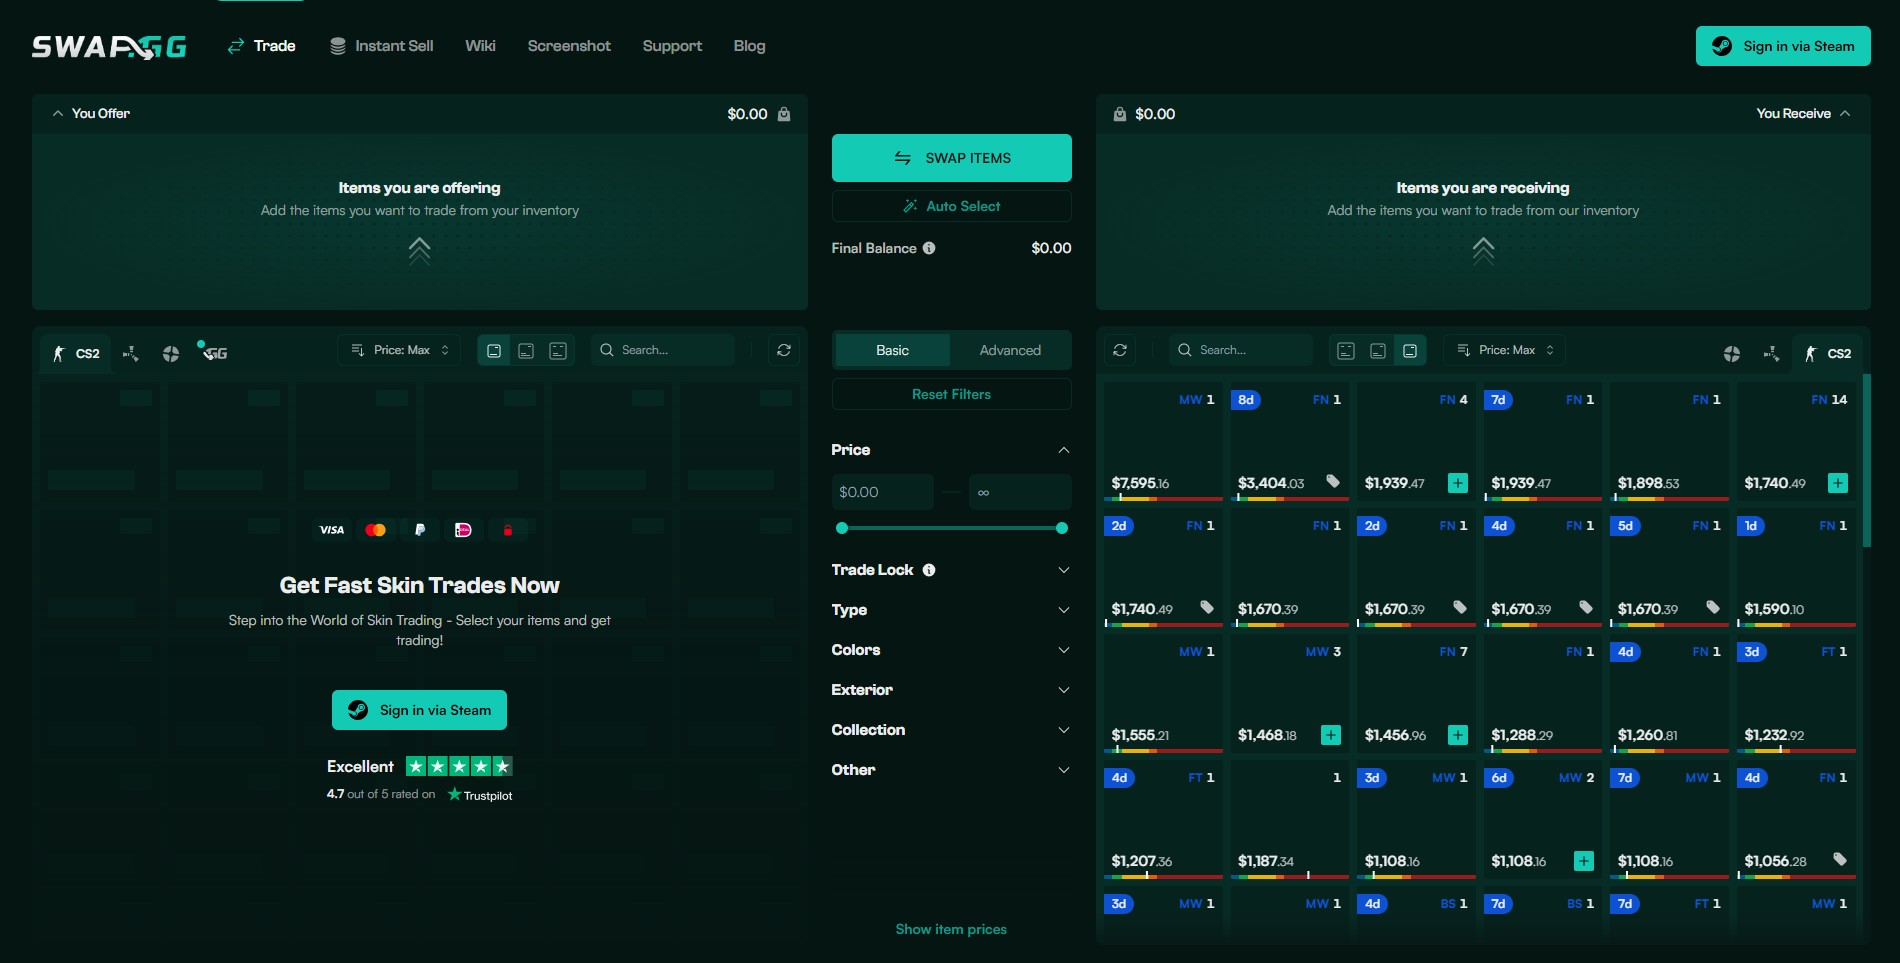 SWAP.GG
Trade
Instant Sell
Wiki
Screenshot
Support
Blog
Sign in via Steam
You Offer
$0.00
Items you are offering
Add the items you want to trade from your inventory
SWAP ITEMS
Auto Select
Final Balance
$0.00
$0.00
You Receive
Items you are receiving
Add the items you want to trade from our inventory
CS2
GG
Price: Max
Search...
VISA
Get Fast Skin Trades Now
Step into the World of Skin Trading - Select your items and get
trading!
Sign in via Steam
Excellent
4.7 out of 5 rated on Trustpilot
Basic
Advanced
Reset Filters
Price
$0.00
∞
Trade Lock
Type
Colors
Exterior
Collection
Other
Show item prices
Search...
Price: Max
CS2
MW 1
8d FN 1
FN 4
7d FN 1
FN 1
FN 14
$7,595.16
$3,404.03
$1,939.47
$1,939.47
$1,898.53
$1,740.49
2d FN 1
FN 1
2d FN 1
4d FN 1
5d FN 1
1d FN 1
$1,740.49
$1,670.39
$1,670.39
$1,670.39
$1,670.39
$1,590.10
MW 1
MW 3
FN 7
FN 1
4d FN 1
3d FT 1
$1,555.21
$1,468.18
$1,456.96
$1,288.29
$1,260.81
$1,232.92
4d FT 1
1
3d MW 1
6d MW 2
7d MW 1
4d FN 1
$1,207.36
$1,187.34
$1,108.16
$1,108.16
$1,108.16
$1,056.28
3d MW 1
MW 1
4d BS 1
7d BS 1
7d FT 1
MW 1